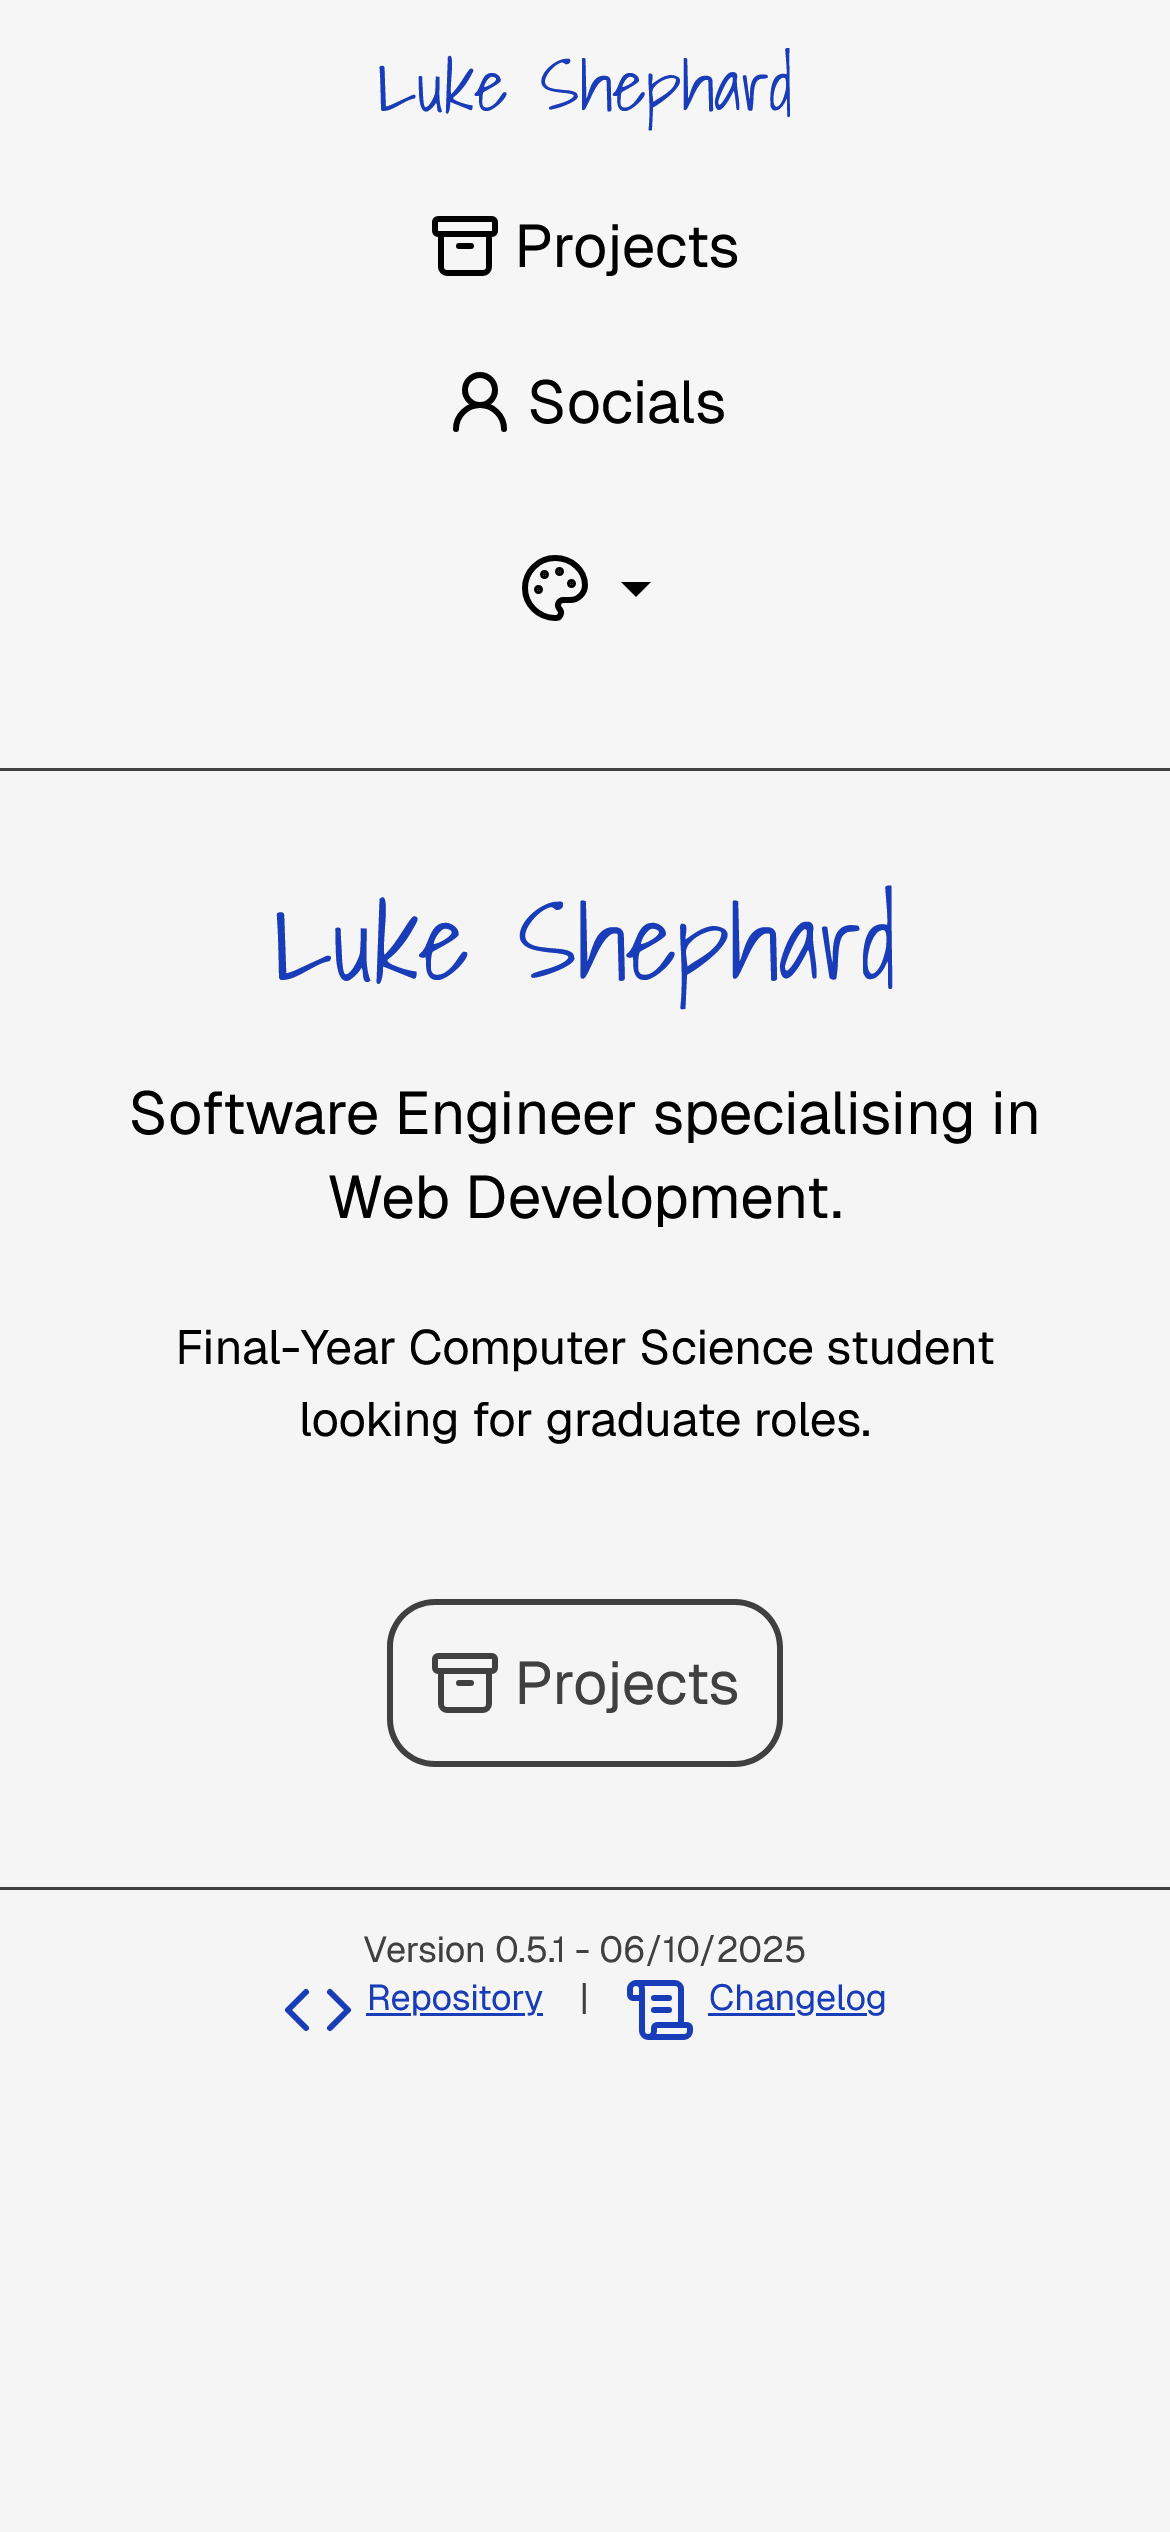 Luke Shephard
Projects
Socials
Luke Shephard
Software Engineer specialising in
Web Development.
Final-Year Computer Science student
looking for graduate roles.
Projects
Version 0.5.1 - 06/10/2025
Repository | Changelog